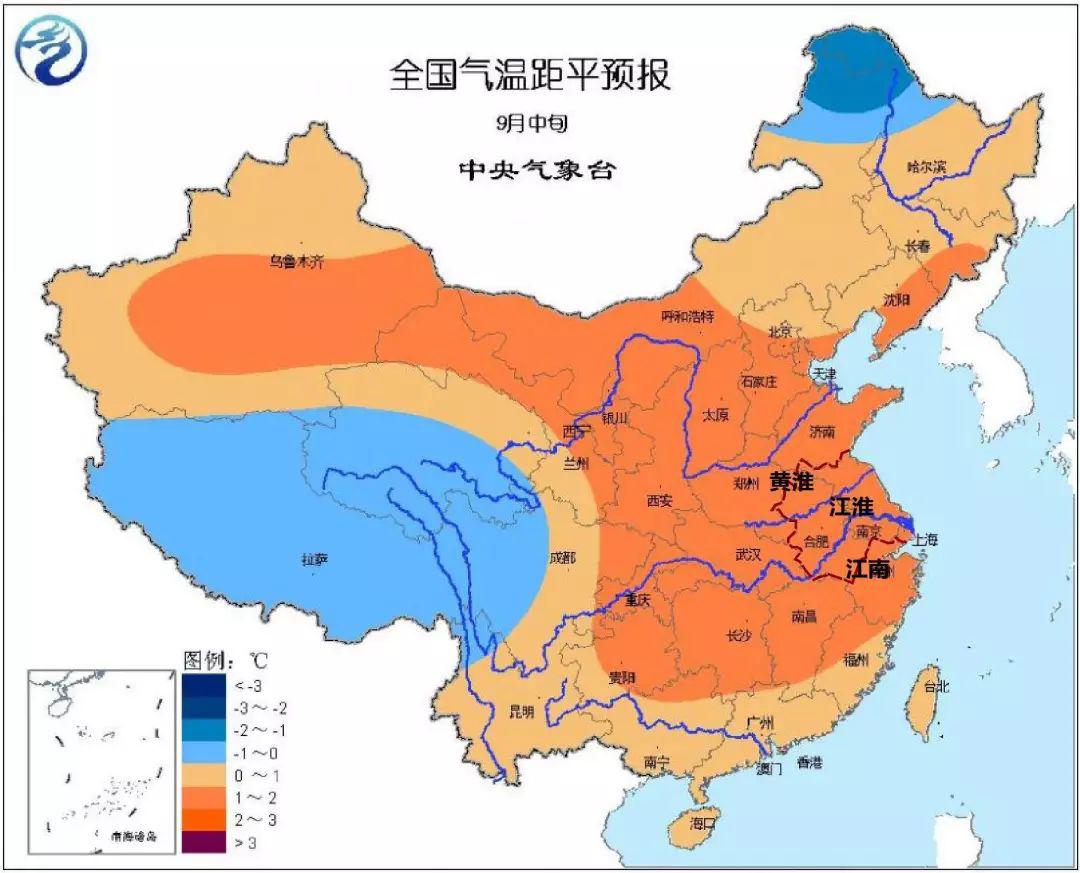 全国气温距平预报
9月中旬
中央气象台
哈尔滨
长春
乌鲁木齐
沈阳
呼和浩特
北京
天津
石家庄
银川
太原
西宁
济南
兰州
郑州
黄淮
西安
江淮
南京
合肥
上海
武汉
成都
拉萨
江南
州
重庆
南昌
长沙
福州
贵阳
台北
昆明
广州
南宁
澳门
香港
海口
图例：℃
<-3
-3～-2
-2～-1
-1～0
0～1
1～2
2～3
>3
南海诸岛